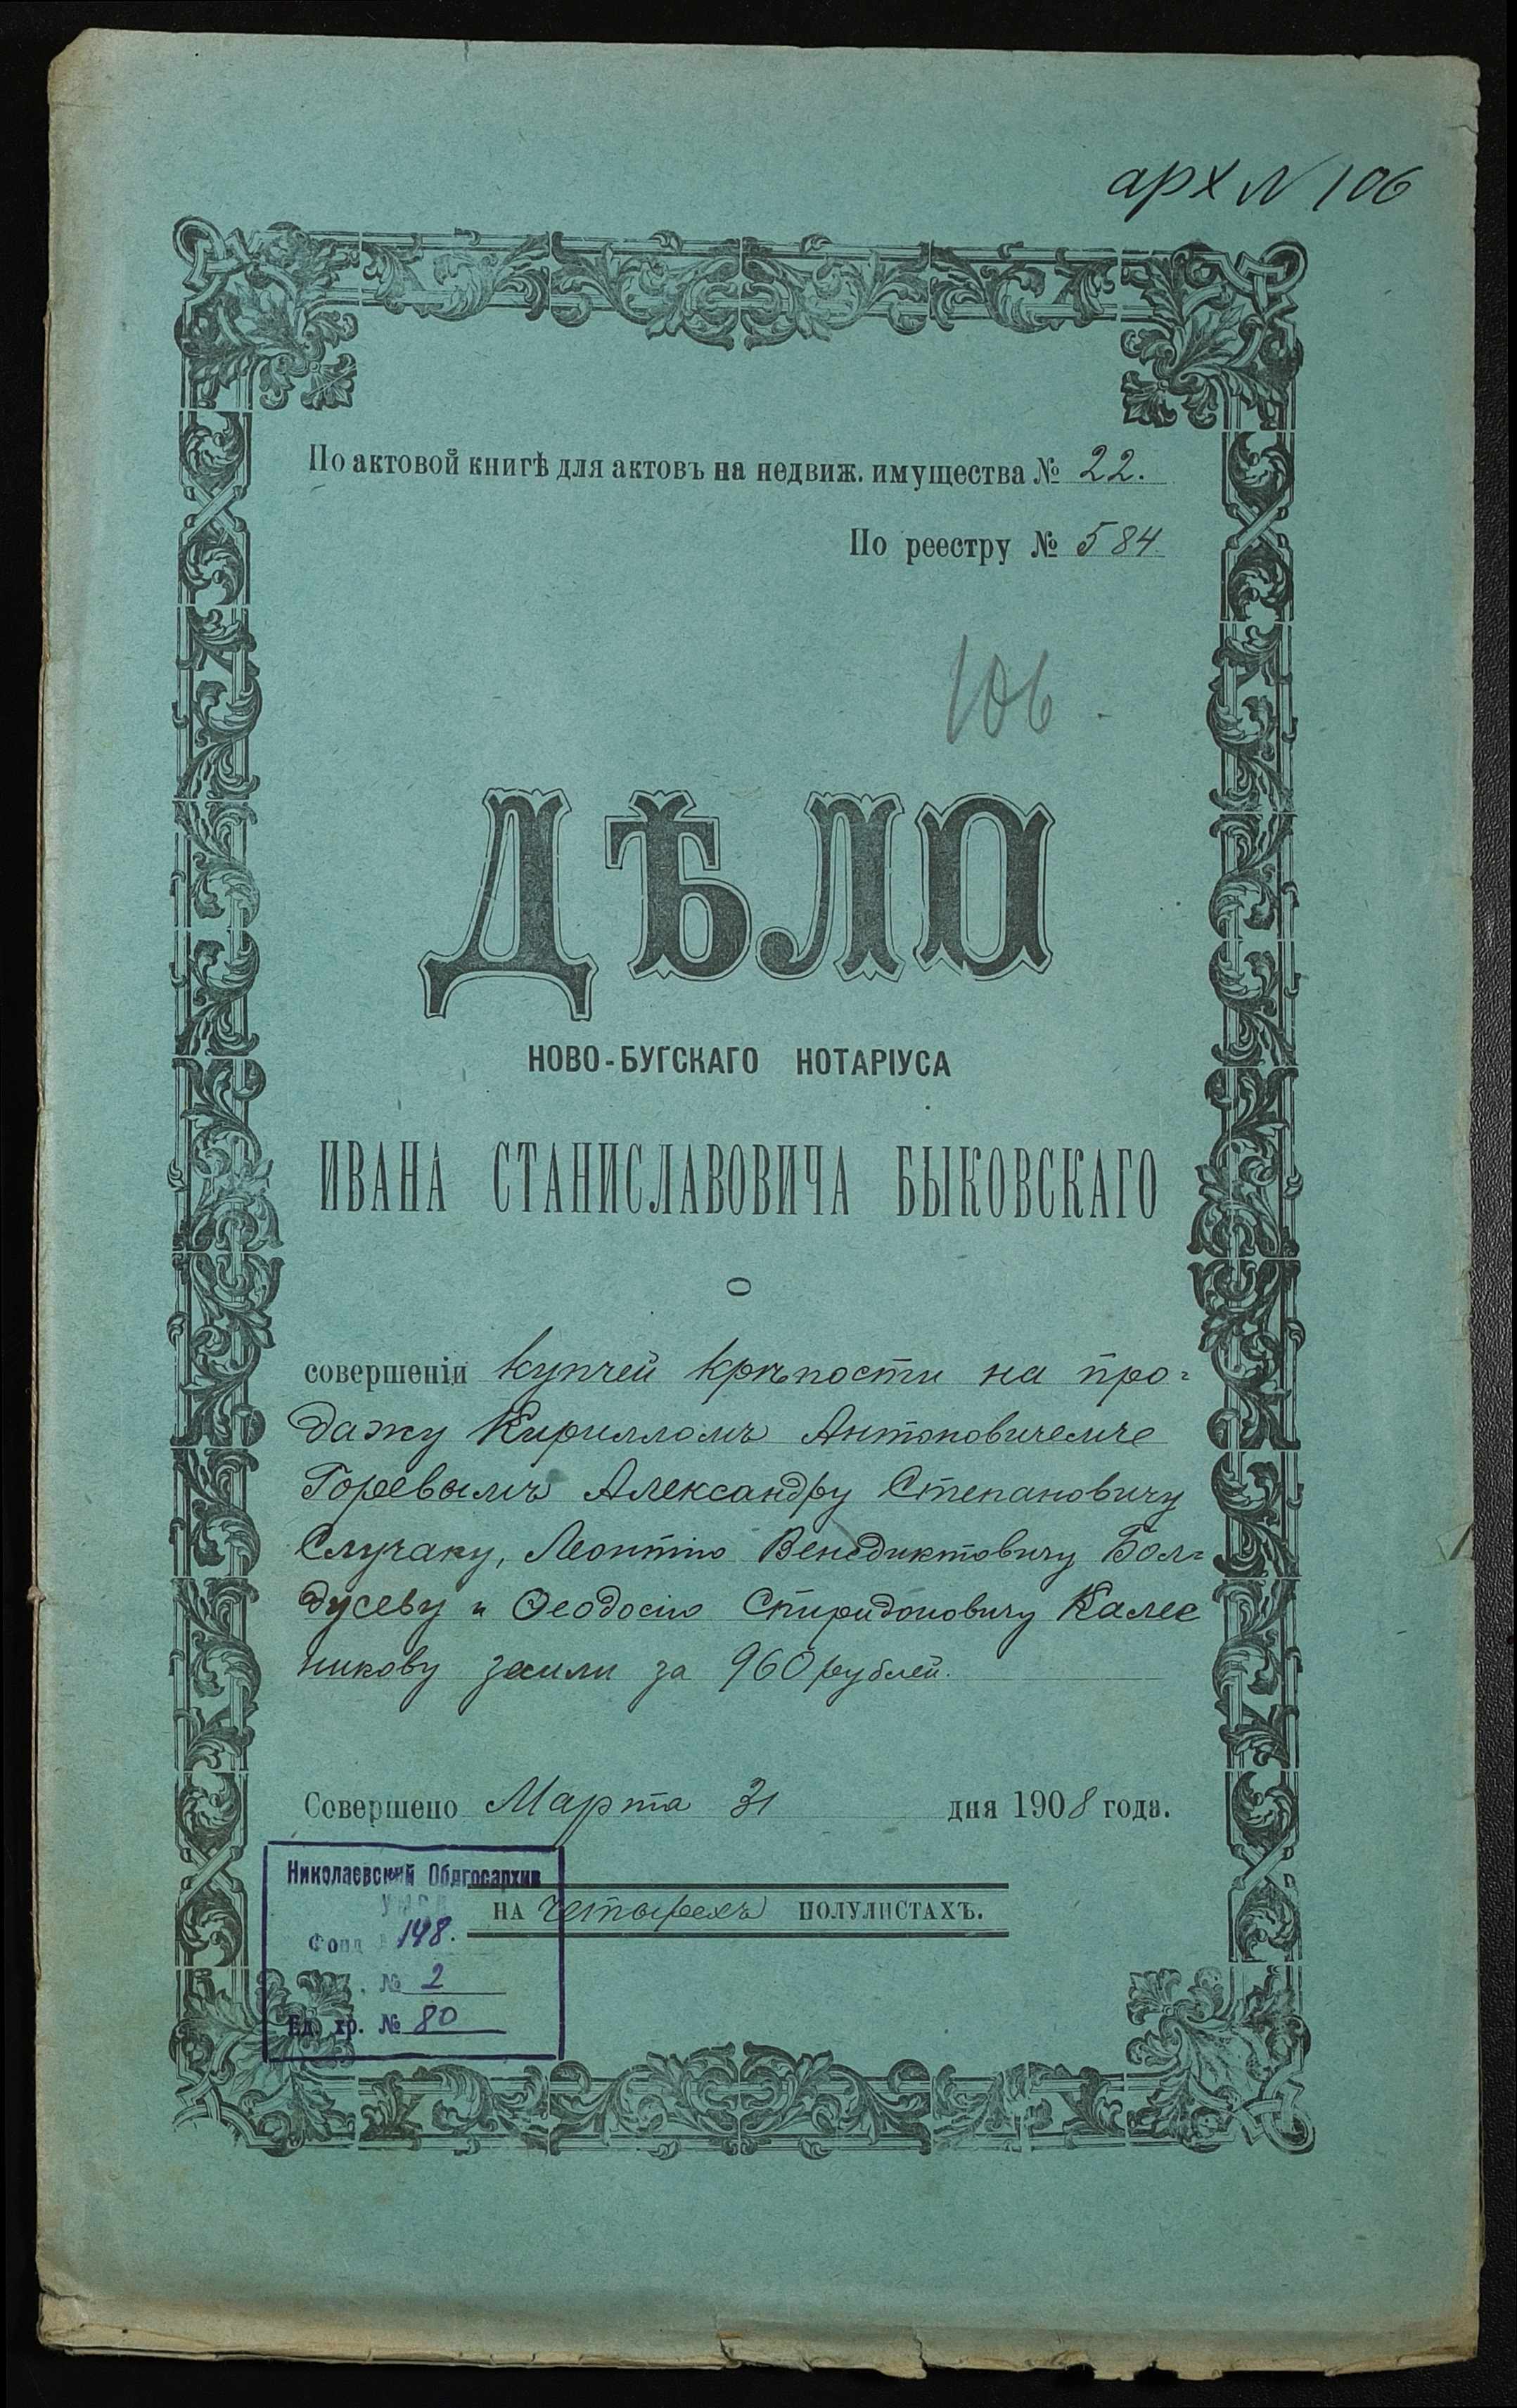 арх N 106
По актовой книгѣ для актовъ на недвиж. имущества № 22.
По реестру № 584
106
ДѢЛО
НОВО-БУГСКАГО НОТАРІУСА
ИВАНА СТАНИСЛАВОВИЧА БЫКОВСКАГО
О
совершеніи купчей крѣпости на про=
дажу Кирилломъ Антоновичемъ
Горевымъ Александру Степановичу
Случаку, Леонтію Венедиктовичу Бол=
дусеву и Ѳеодосію Спиридоновичу Калес
никову земли за 960 рублей.
Совершено Марта 31 дня 1908 года.
НА четырехъ ПОЛУЛИСТАХЪ.
Николаевский Облгосархив
Фонд 148.
№ 2
Ед. хр. № 80